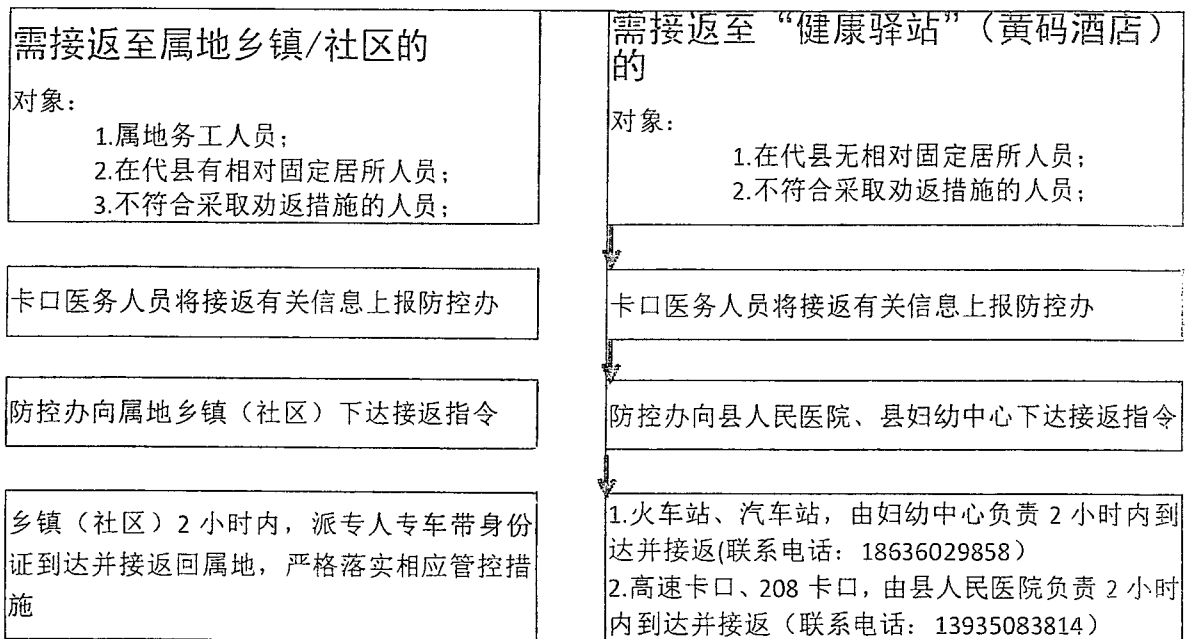 需接返至属地乡镇/社区的
对象：
1.属地务工人员；
2.在代县有相对固定居所人员；
3.不符合采取劝返措施的人员；
卡口医务人员将接返有关信息上报防控办
防控办向属地乡镇（社区）下达接返指令
乡镇（社区）2 小时内，派专人专车带身份
证到达并接返回属地，严格落实相应管控措
施
需接返至“健康驿站”（黄码酒店）
的
对象：
1.在代县无相对固定居所人员；
2.不符合采取劝返措施的人员；
卡口医务人员将接返有关信息上报防控办
防控办向县人民医院、县妇幼中心下达接返指令
1.火车站、汽车站，由妇幼中心负责 2 小时内到
达并接返(联系电话：18636029858）
2.高速卡口、208 卡口，由县人民医院负责 2 小时
内到达并接返（联系电话：13935083814）